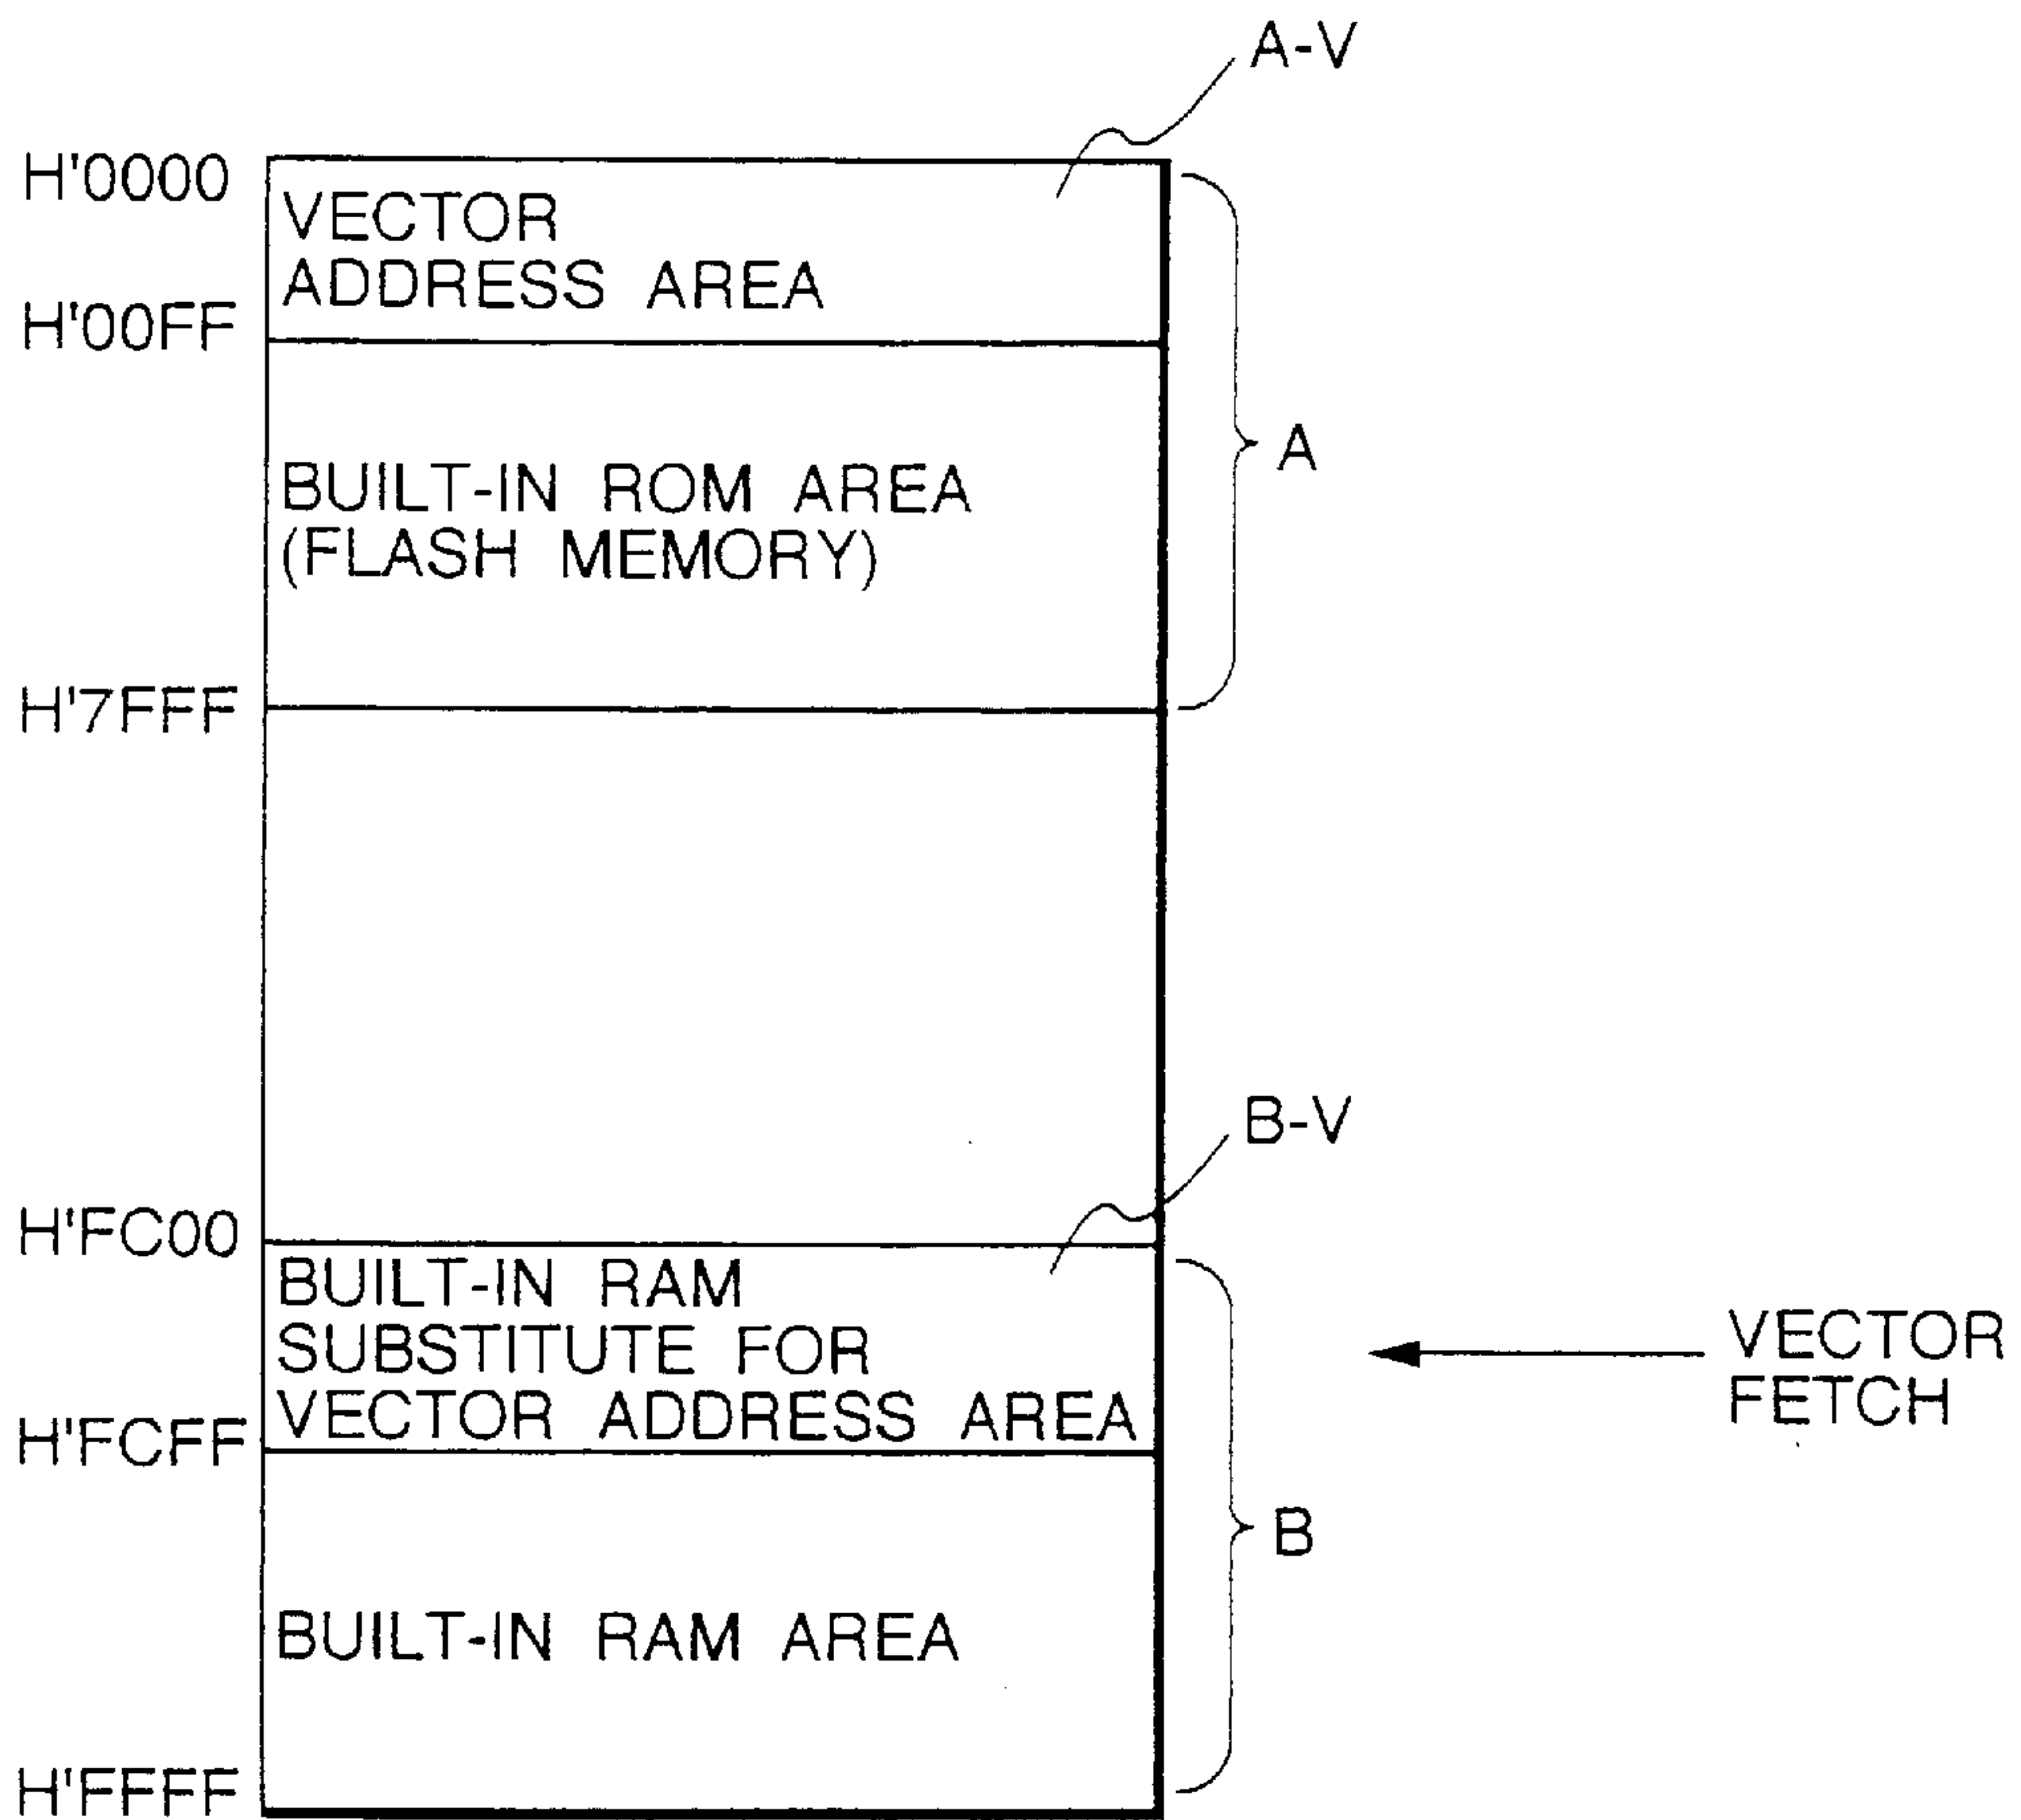 A-V
H'0000
VECTOR
ADDRESS AREA
H'00FF
A
BUILT-IN ROM AREA
(FLASH MEMORY)
H'7FFF
B-V
H'FC00
BUILT-IN RAM
SUBSTITUTE FOR
VECTOR ADDRESS AREA
H'FCFF
VECTOR
FETCH
B
BUILT-IN RAM AREA
H'FFFF